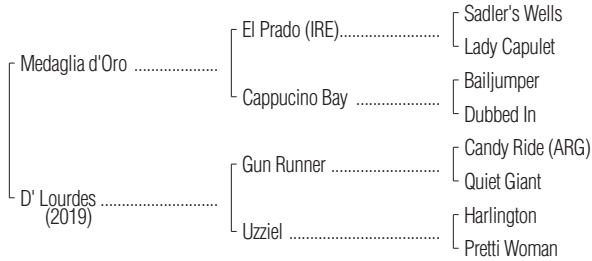 Sadler's Wells
El Prado (IRE)..................
Lady Capulet
Medaglia d'Oro ...................
Bailjumper
Cappucino Bay ...................
Dubbed In
Candy Ride (ARG)
Gun Runner .........................
Quiet Giant
D' Lourdes ..........................
(2019)
Harlington
Uzziel ..................................
Pretti Woman